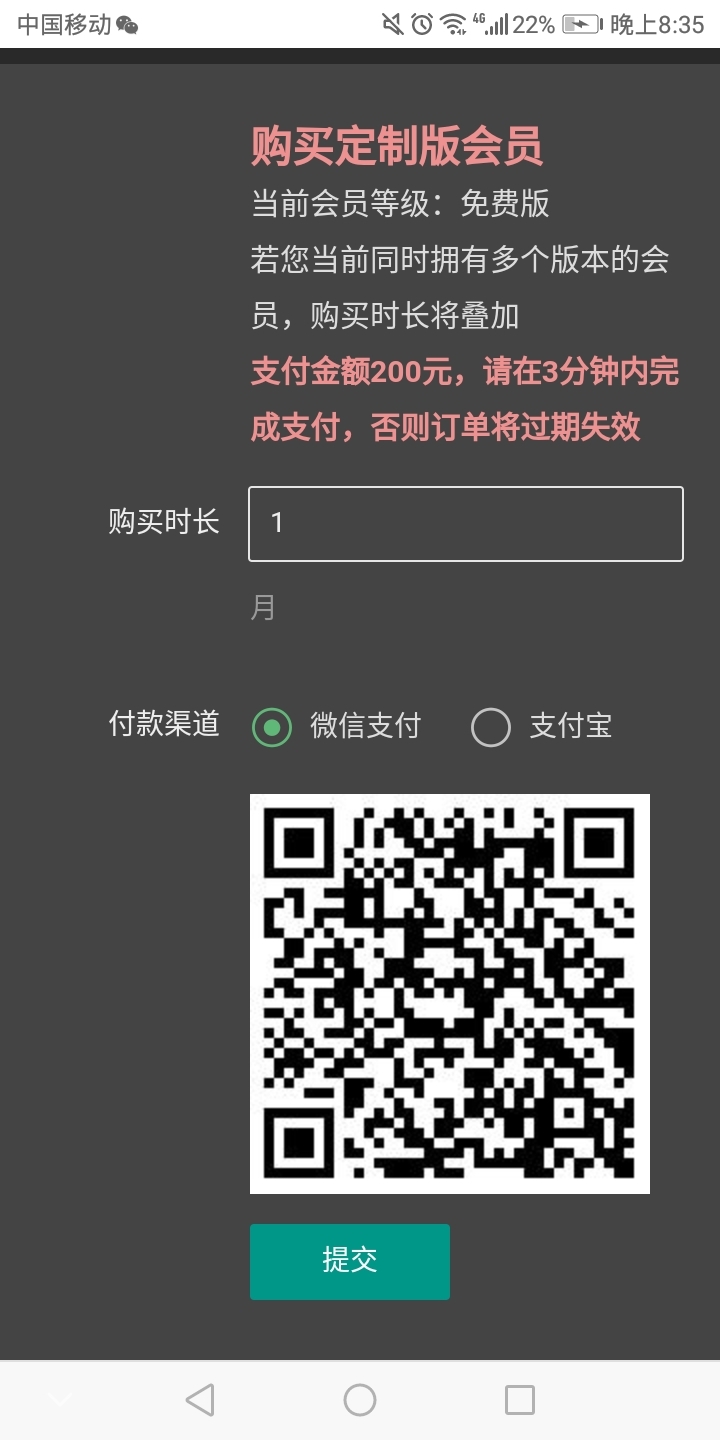 中国移动 4G 22% 晚上8:35
购买定制版会员
当前会员等级：免费版
若您当前同时拥有多个版本的会
员，购买时长将叠加
支付金额200元，请在3分钟内完
成支付，否则订单将过期失效
购买时长 1
月
付款渠道 微信支付 支付宝
提交